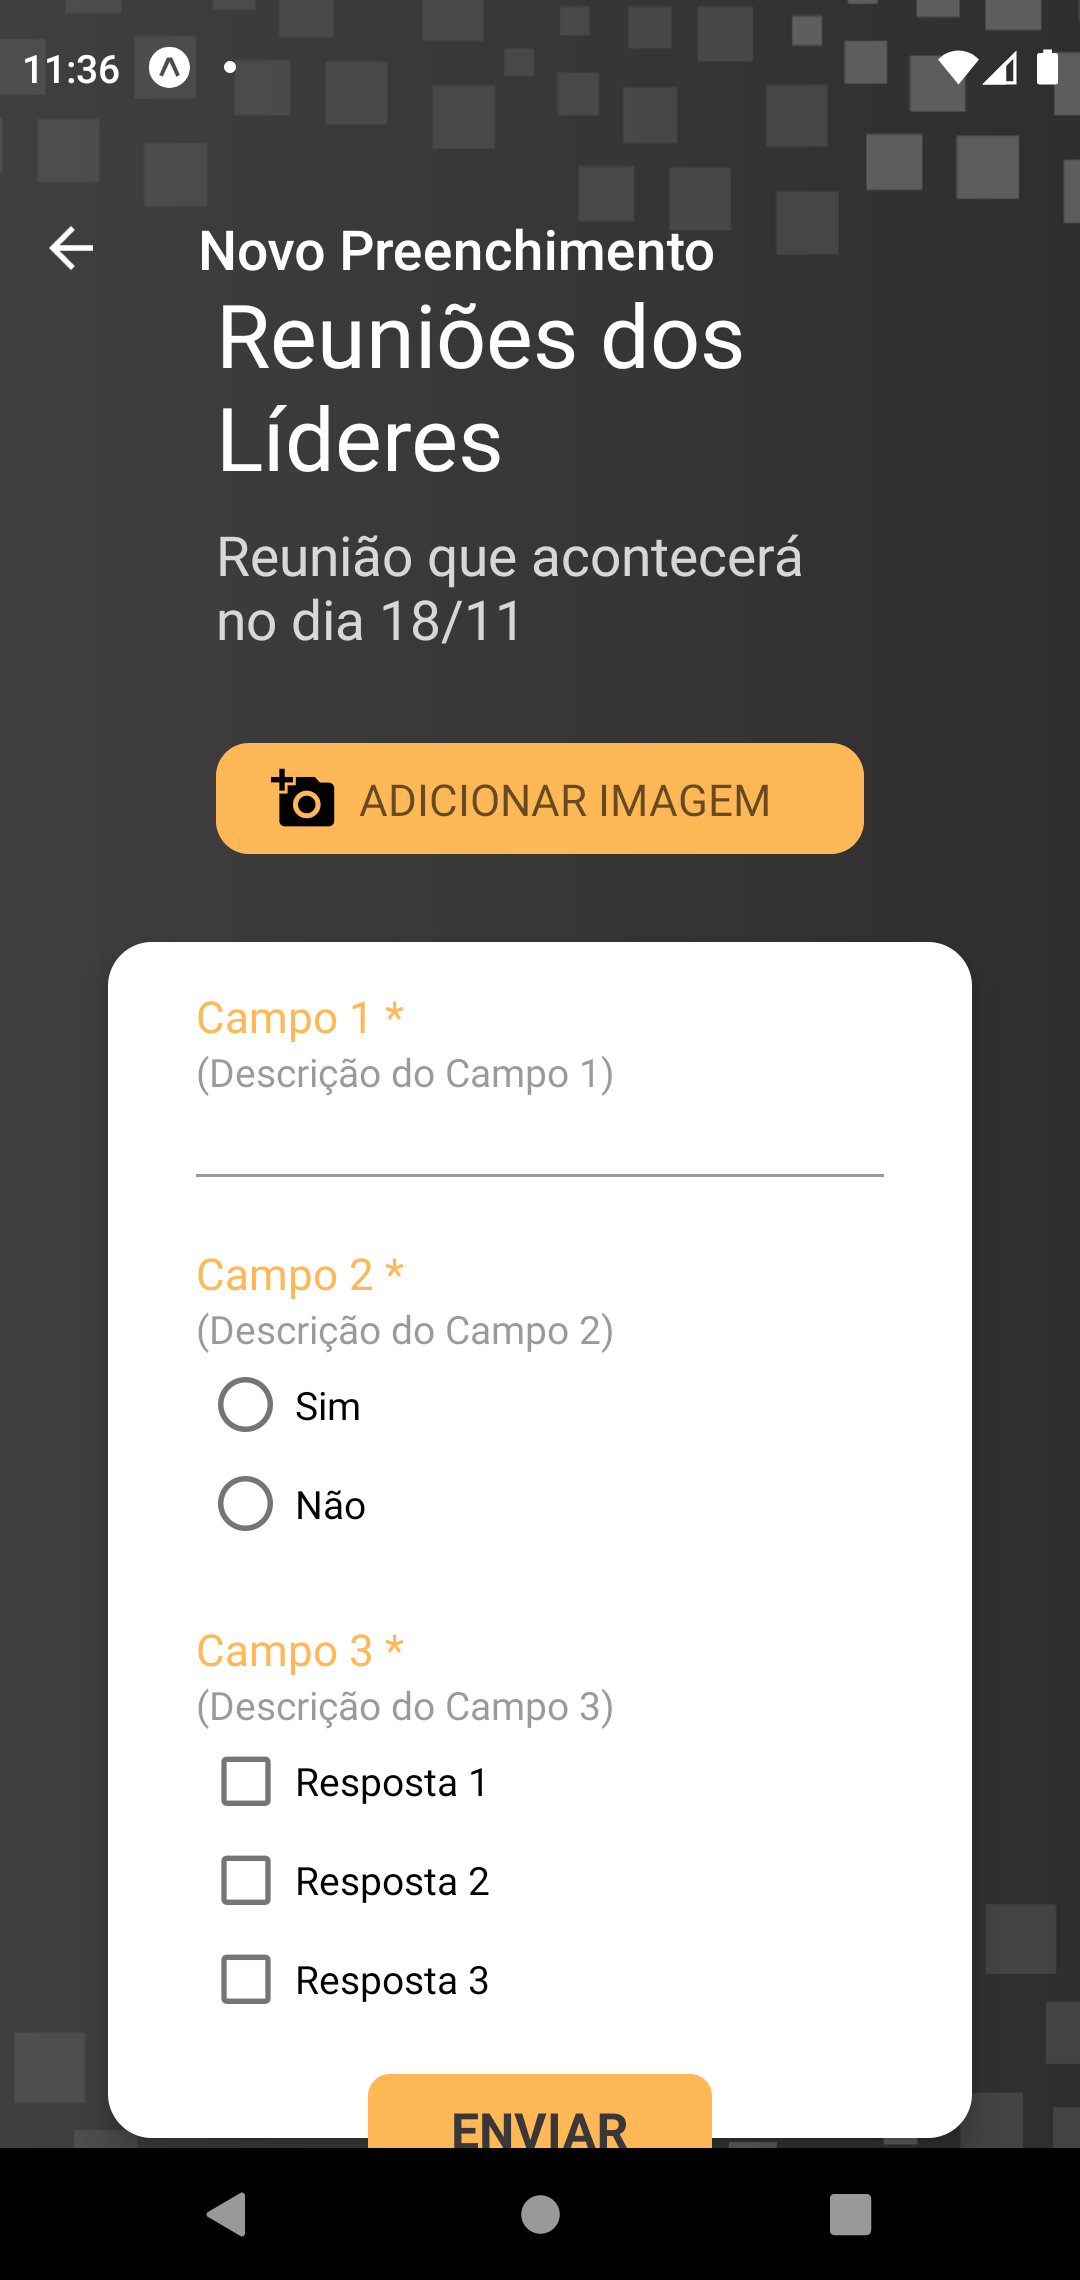 11:36
Novo Preenchimento
Reuniões dos
Líderes
Reunião que acontecerá
no dia 18/11
ADICIONAR IMAGEM
Campo 1 *
(Descrição do Campo 1)
Campo 2 *
(Descrição do Campo 2)
Sim
Não
Campo 3 *
(Descrição do Campo 3)
Resposta 1
Resposta 2
Resposta 3
ENVIAR